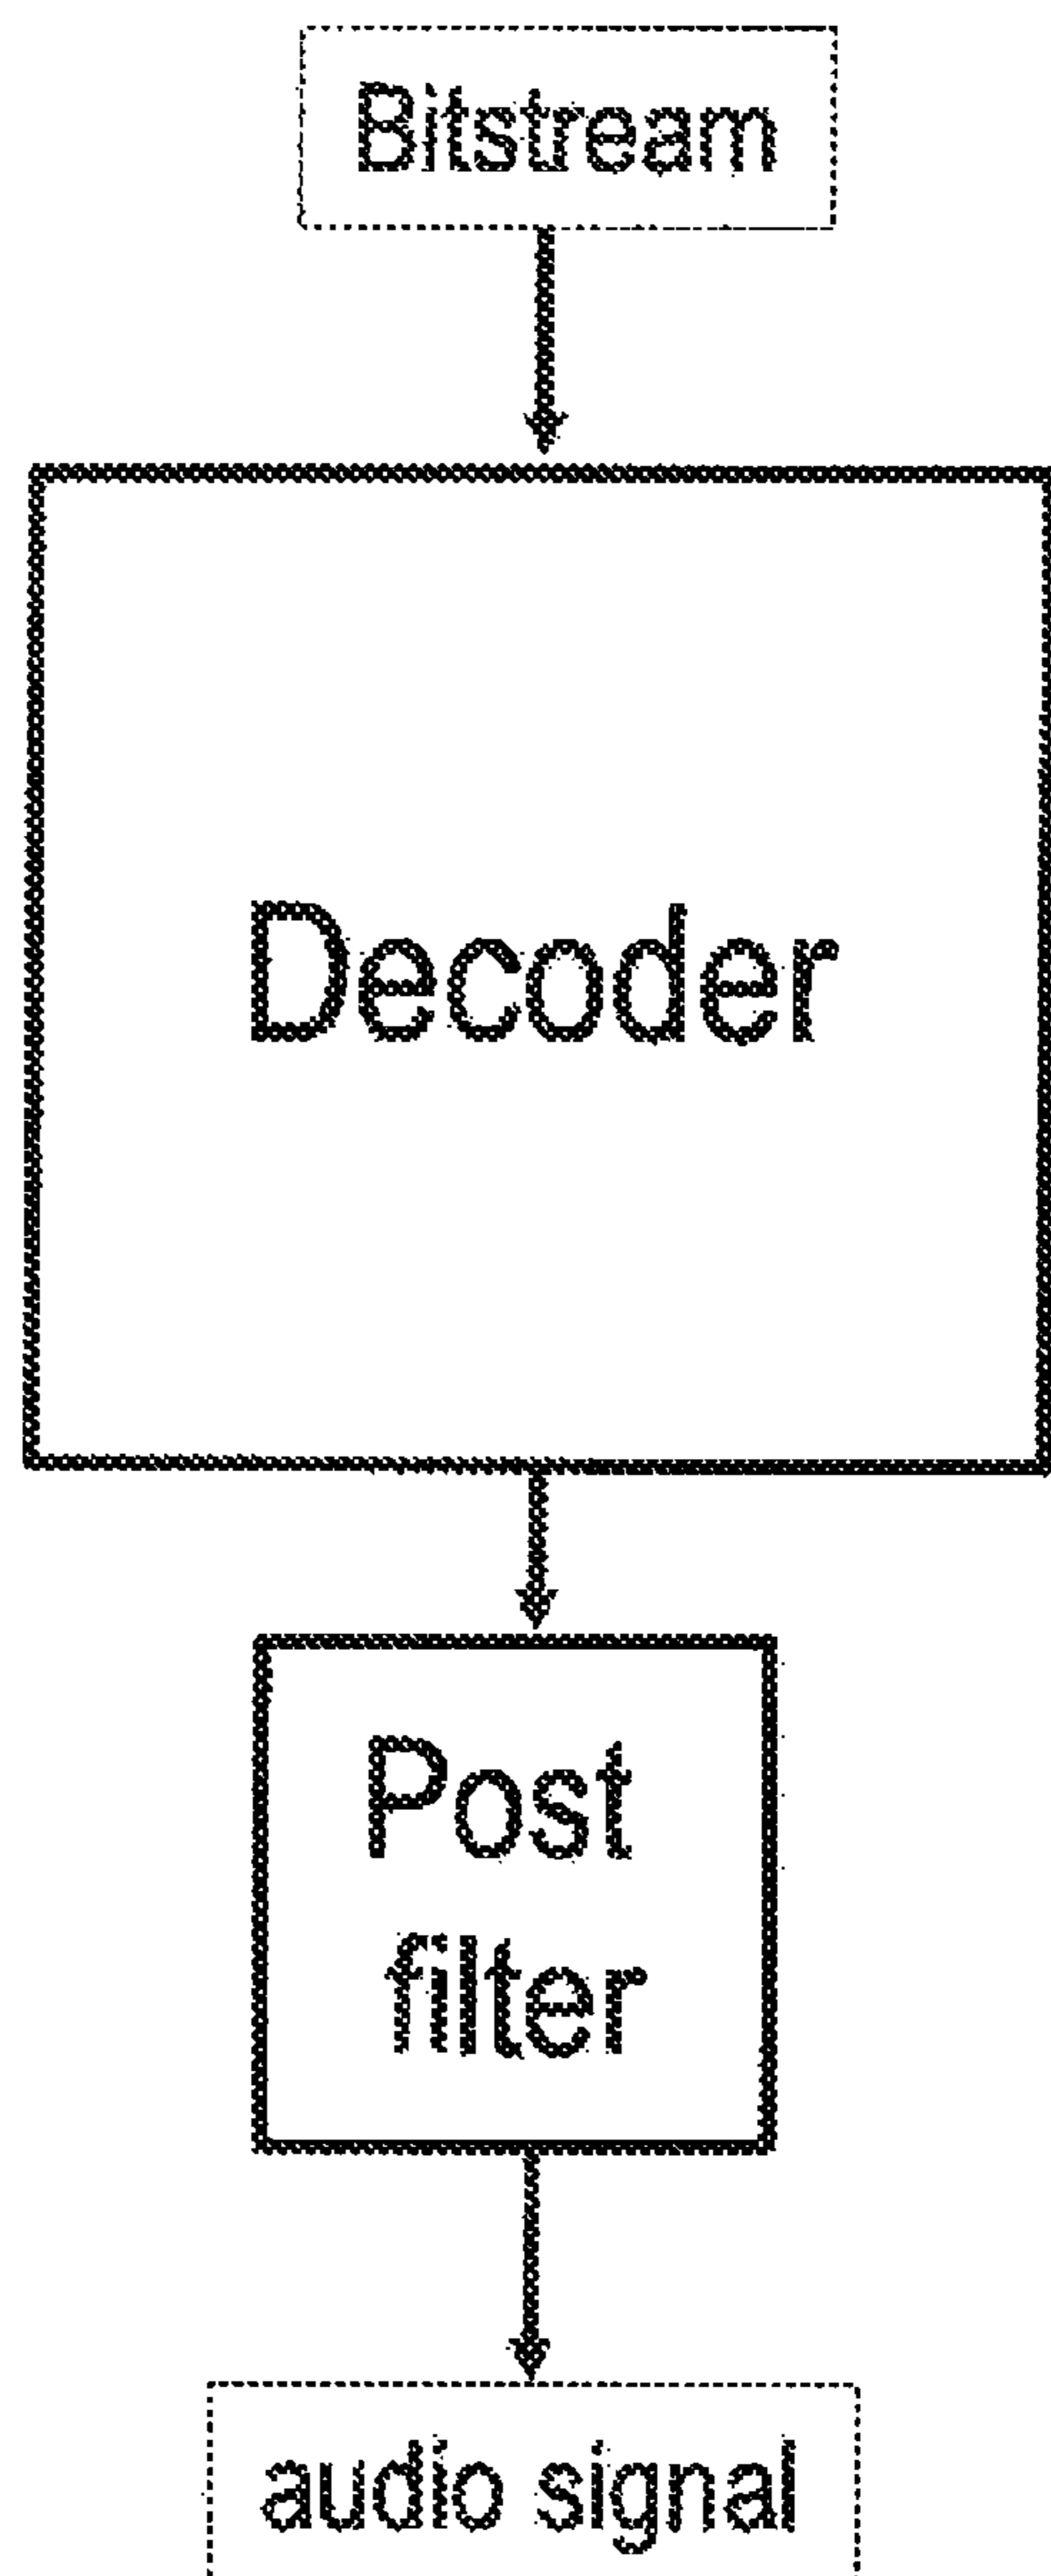 Bitstream
Decoder
Post
filter
audio signal